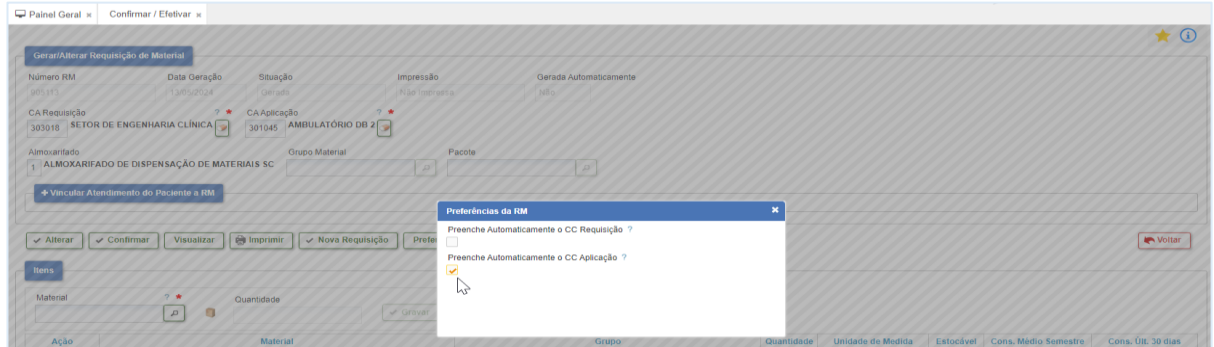 Painel Geral × Confirmar / Efetivar ×
Gerar/Alterar Requisição de Material
Número RM Data Geração Situação Impressão Gerada Automaticamente
905113 13/05/2024 Gerada Não Impressa Não
CA Requisição ? * CA Aplicação ? *
303018 SETOR DE ENGENHARIA CLÍNICA 301045 AMBULATÓRIO DB 2
Almoxarifado Grupo Material Pacote
1 ALMOXARIFADO DE DISPENSAÇÃO DE MATERIAIS SC
+ Vincular Atendimento do Paciente a RM
Preferências da RM ×
Preenche Automaticamente o CC Requisição ?
Preenche Automaticamente o CC Aplicação ?
Alterar Confirmar Visualizar Imprimir Nova Requisição Prefe Voltar
Itens
Material ? * Quantidade
Gravar
Ação Material Grupo Quantidade Unidade de Medida Estocável Cons. Médio Semestre Cons. Últ. 30 dias